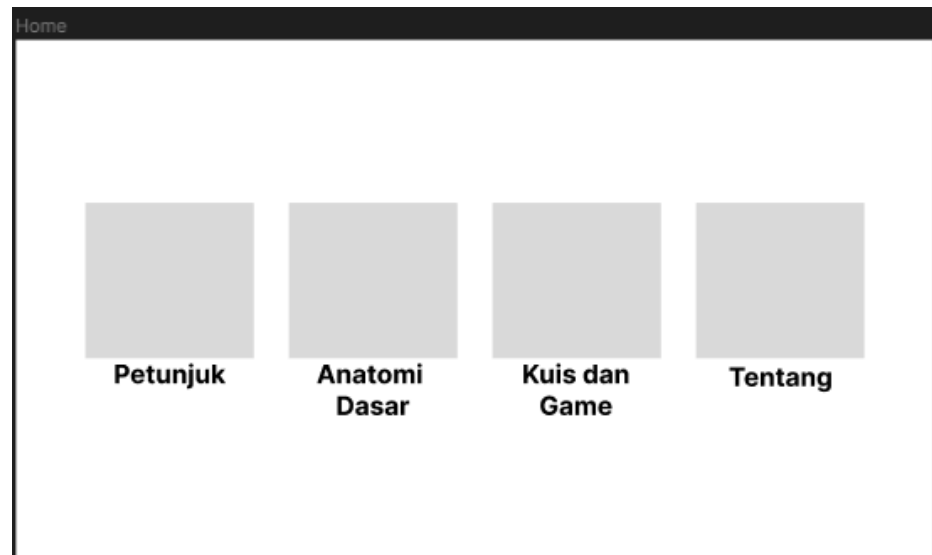 Home
Petunjuk
Anatomi
Dasar
Kuis dan
Game
Tentang